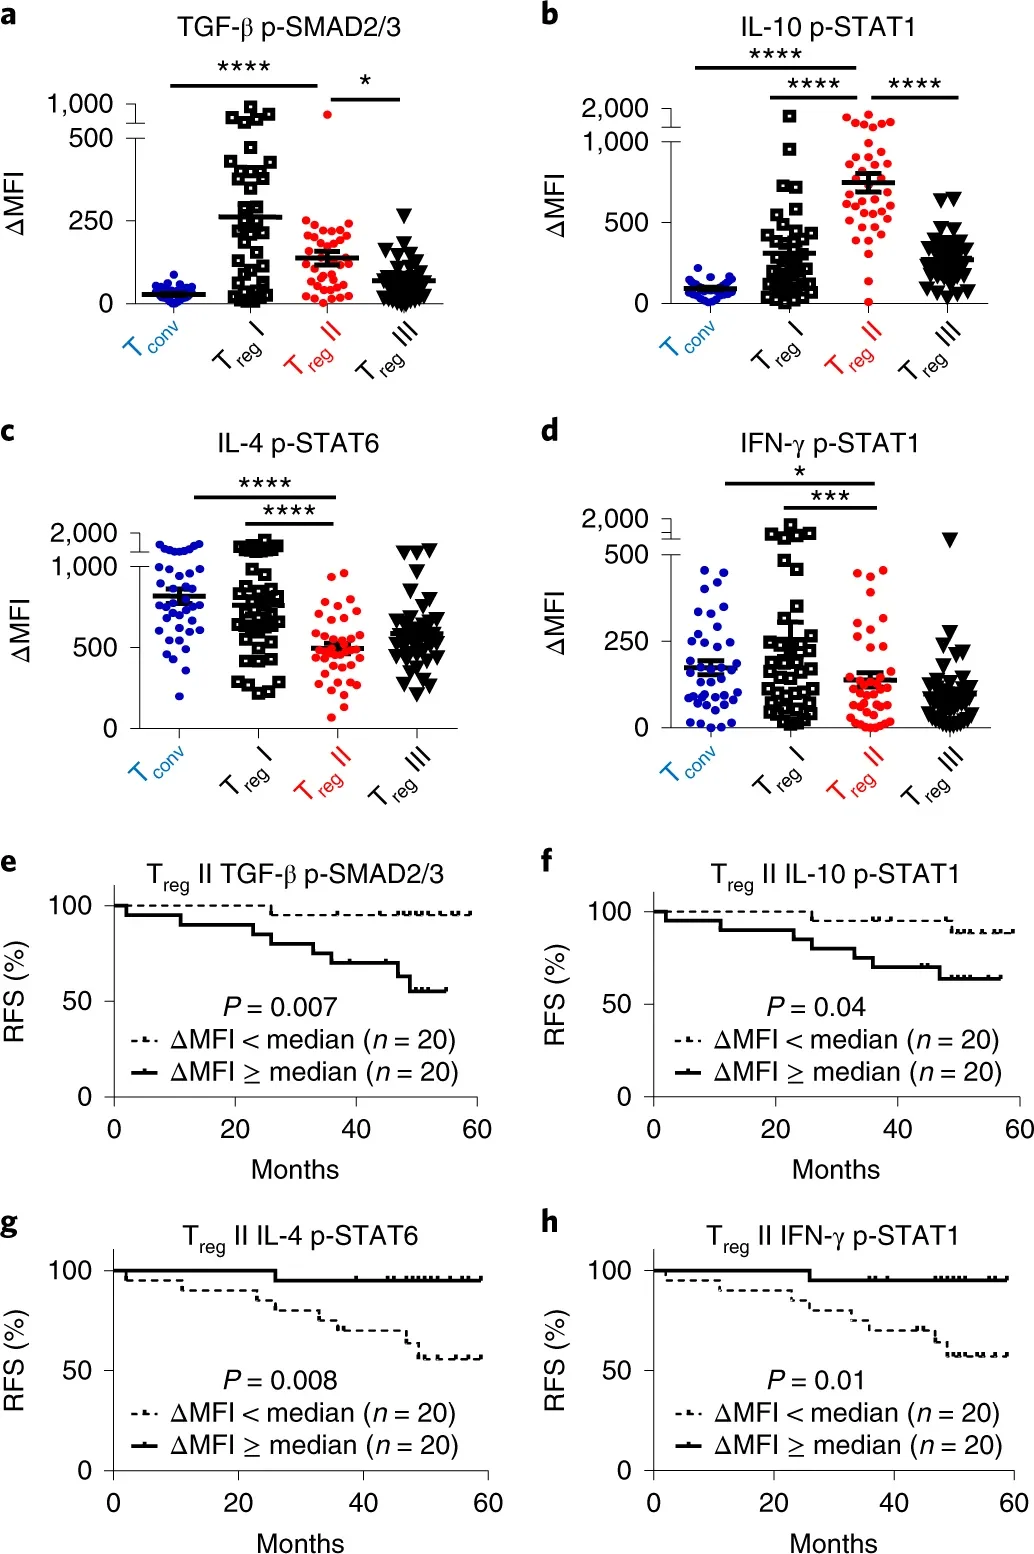 a
TGF-β p-SMAD2/3
****
*
1,000
500
250
0
ΔMFI
T conv
T reg I
T reg II
T reg III
b
IL-10 p-STAT1
****
****
****
2,000
1,000
500
0
ΔMFI
T conv
T reg I
T reg II
T reg III
c
IL-4 p-STAT6
****
****
2,000
1,000
500
0
ΔMFI
T conv
T reg I
T reg II
T reg III
d
IFN-γ p-STAT1
*
***
2,000
500
250
0
ΔMFI
T conv
T reg I
T reg II
T reg III
e
Treg II TGF-β p-SMAD2/3
100
50
0
RFS (%)
P = 0.007
ΔMFI < median (n = 20)
ΔMFI ≥ median (n = 20)
0 20 40 60
Months
f
Treg II IL-10 p-STAT1
100
50
0
RFS (%)
P = 0.04
ΔMFI < median (n = 20)
ΔMFI ≥ median (n = 20)
0 20 40 60
Months
g
Treg II IL-4 p-STAT6
100
50
0
RFS (%)
P = 0.008
ΔMFI < median (n = 20)
ΔMFI ≥ median (n = 20)
0 20 40 60
Months
h
Treg II IFN-γ p-STAT1
100
50
0
RFS (%)
P = 0.01
ΔMFI < median (n = 20)
ΔMFI ≥ median (n = 20)
0 20 40 60
Months